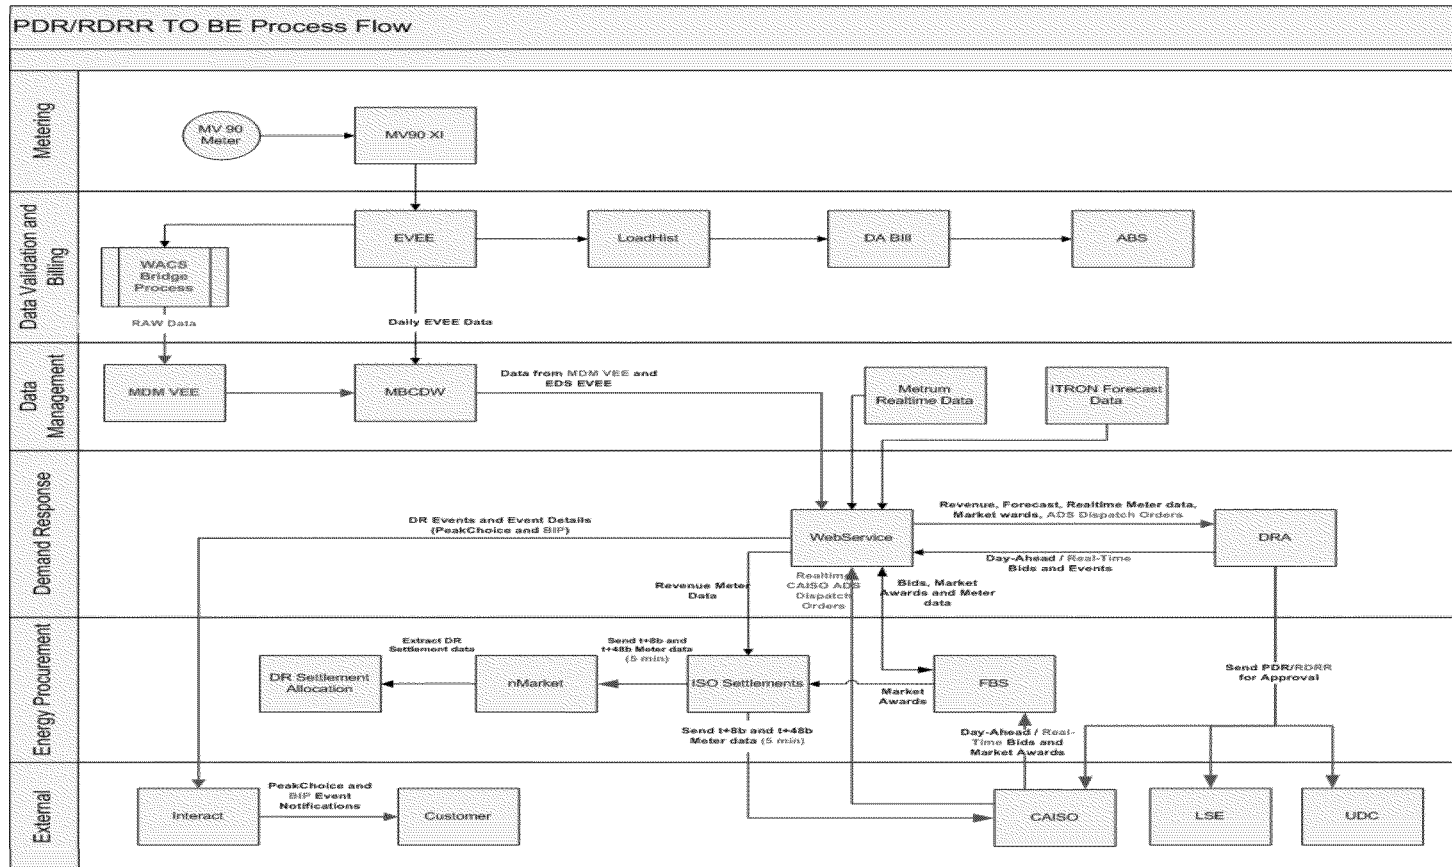 PDR/RDRR TO BE Process Flow
Metering
MV 90
Meter
MV90 XI
Data Validation and
Billing
EVEE
LoadHist
DA Bill
ABS
WACS
Bridge
Process
RAW Data
Daily EVEE Data
Data
Management
MDM VEE
MBCDW
Data from MDM VEE and
EDS EVEE
Metrum
Realtime Data
ITRON Forecast
Data
Demand Response
DR Events and Event Details
(PeakChoice and BIP)
WebService
Revenue, Forecast, Realtime Meter data,
Market wards, ADS Dispatch Orders
DRA
Day-Ahead / Real-Time
Bids and Events
Revenue Meter
Data
Realtime
CAISO ADS
Dispatch
Orders
Bids, Market
Awards and Meter
data
Energy Procurement
Extract DR
Settlement data
Send t+8b and
t+48b Meter data
(5 min)
DR Settlement
Allocation
nMarket
ISO Settlements
Market
Awards
FBS
Send PDR/RDRR
for Approval
Send t+8b and t+48b
Meter data (5 min)
Day-Ahead / Real-
Time Bids and
Market Awards
External
Interact
PeakChoice and
BIP Event
Notifications
Customer
CAISO
LSE
UDC